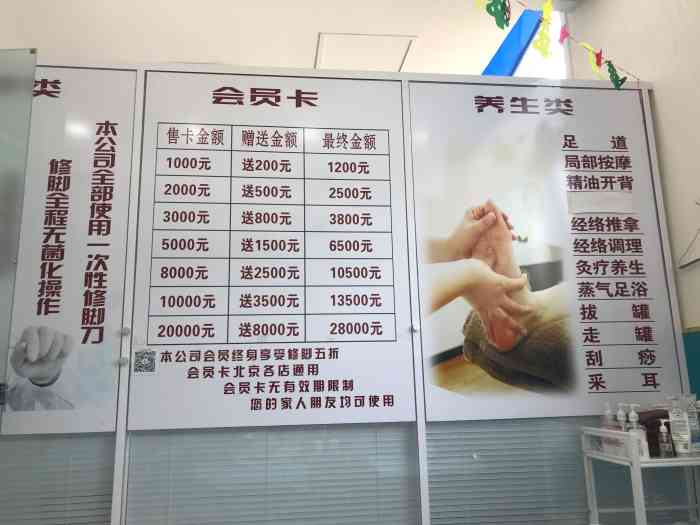 类
本公司全部使用一次性修脚刀
修脚全程无菌化操作
会员卡
售卡金额 赠送金额 最终金额
1000元 送200元 1200元
2000元 送500元 2500元
3000元 送800元 3800元
5000元 送1500元 6500元
8000元 送2500元 10500元
10000元 送3500元 13500元
20000元 送8000元 28000元
本公司会员终身享受修脚五折
会员卡北京各店通用
会员卡无有效期限制
您的家人朋友均可使用
养生类
足道
局部按摩
精油开背
经络推拿
经络调理
灸疗养生
蒸气足浴
拔罐
走罐
刮痧
采耳